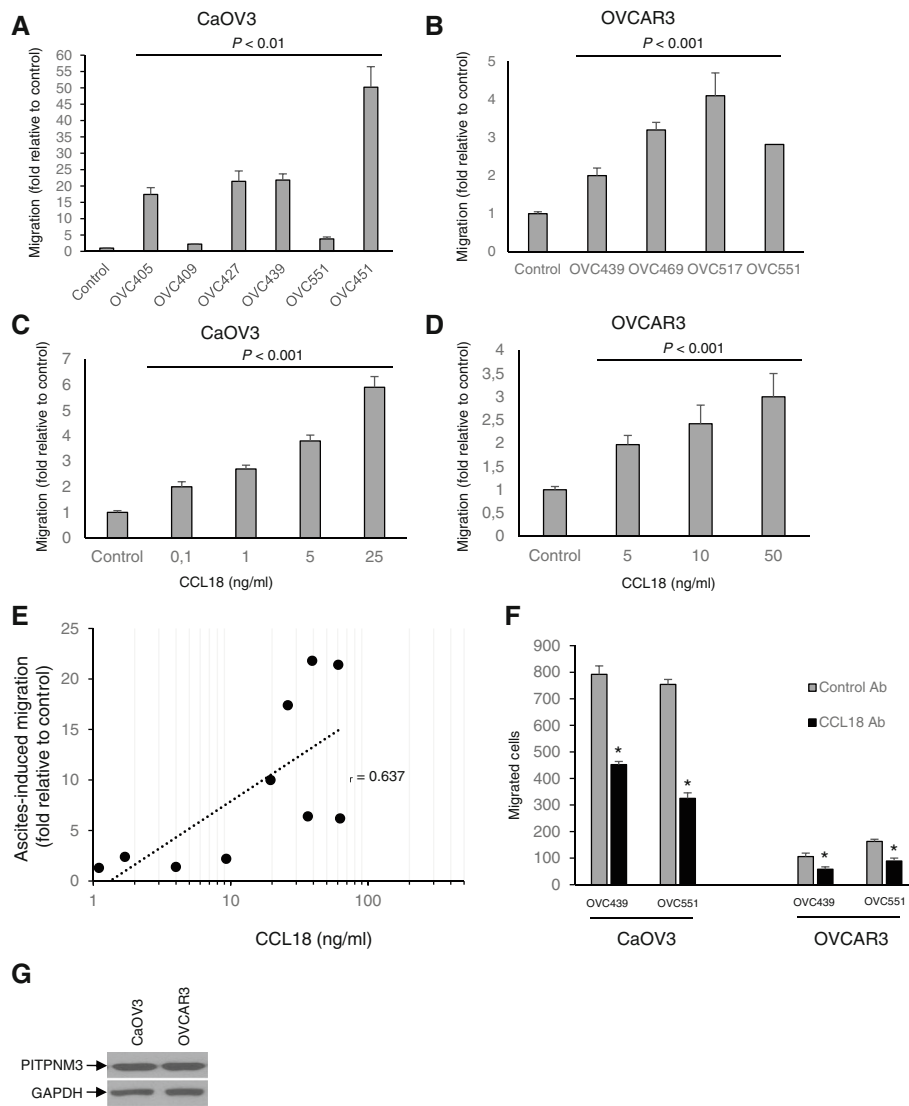 A
CaOV3
P < 0.01
Migration (fold relative to control)
60
55
50
45
40
35
30
25
20
15
10
5
0
Control
OVC405
OVC409
OVC427
OVC439
OVC551
OVC451
B
OVCAR3
P < 0.001
Migration (fold relative to control)
5
4
3
2
1
0
Control OVC439 OVC469 OVC517 OVC551
C
CaOV3
P < 0.001
Migration (fold relative to control)
7
6
5
4
3
2
1
0
Control 0,1 1 5 25
CCL18 (ng/ml)
D
OVCAR3
P < 0.001
Migration (fold relative to control)
4
3,5
3
2,5
2
1,5
1
0,5
0
Control 5 10 50
CCL18 (ng/ml)
E
Ascites-induced migration
(fold relative to control)
25
20
15
10
5
0
r = 0.637
1 10 100
CCL18 (ng/ml)
F
Migrated cells
900
800
700
600
500
400
300
200
100
0
Control Ab
CCL18 Ab
* * * *
OVC439 OVC551 OVC439 OVC551
CaOV3 OVCAR3
G
CaOV3
OVCAR3
PITPNM3
GAPDH